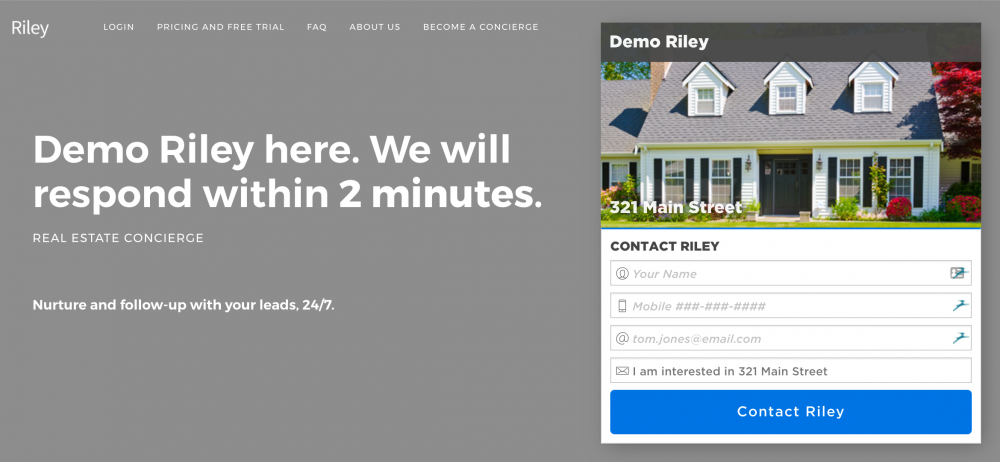 Riley
LOGIN
PRICING AND FREE TRIAL
FAQ
ABOUT US
BECOME A CONCIERGE
Demo Riley here. We will
respond within 2 minutes.
REAL ESTATE CONCIERGE
Nurture and follow-up with your leads, 24/7.
Demo Riley
321 Main Street
CONTACT RILEY
Your Name
Mobile ###-###-####
@ tom.jones@email.com
I am interested in 321 Main Street
Contact Riley